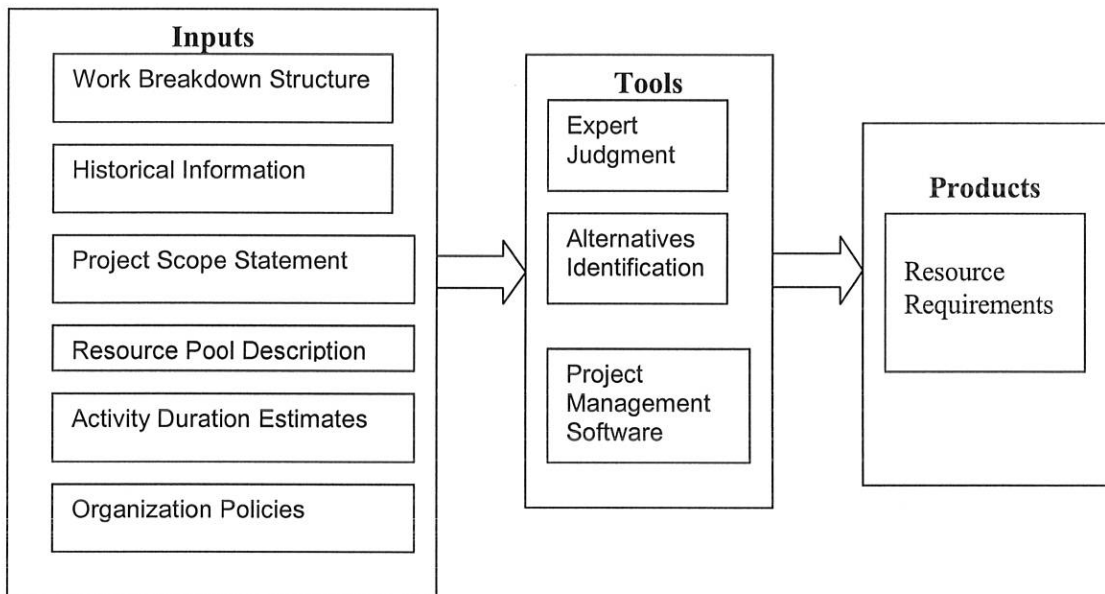 Inputs
Work Breakdown Structure
Historical Information
Project Scope Statement
Resource Pool Description
Activity Duration Estimates
Organization Policies
Tools
Expert
Judgment
Alternatives
Identification
Project
Management
Software
Products
Resource
Requirements